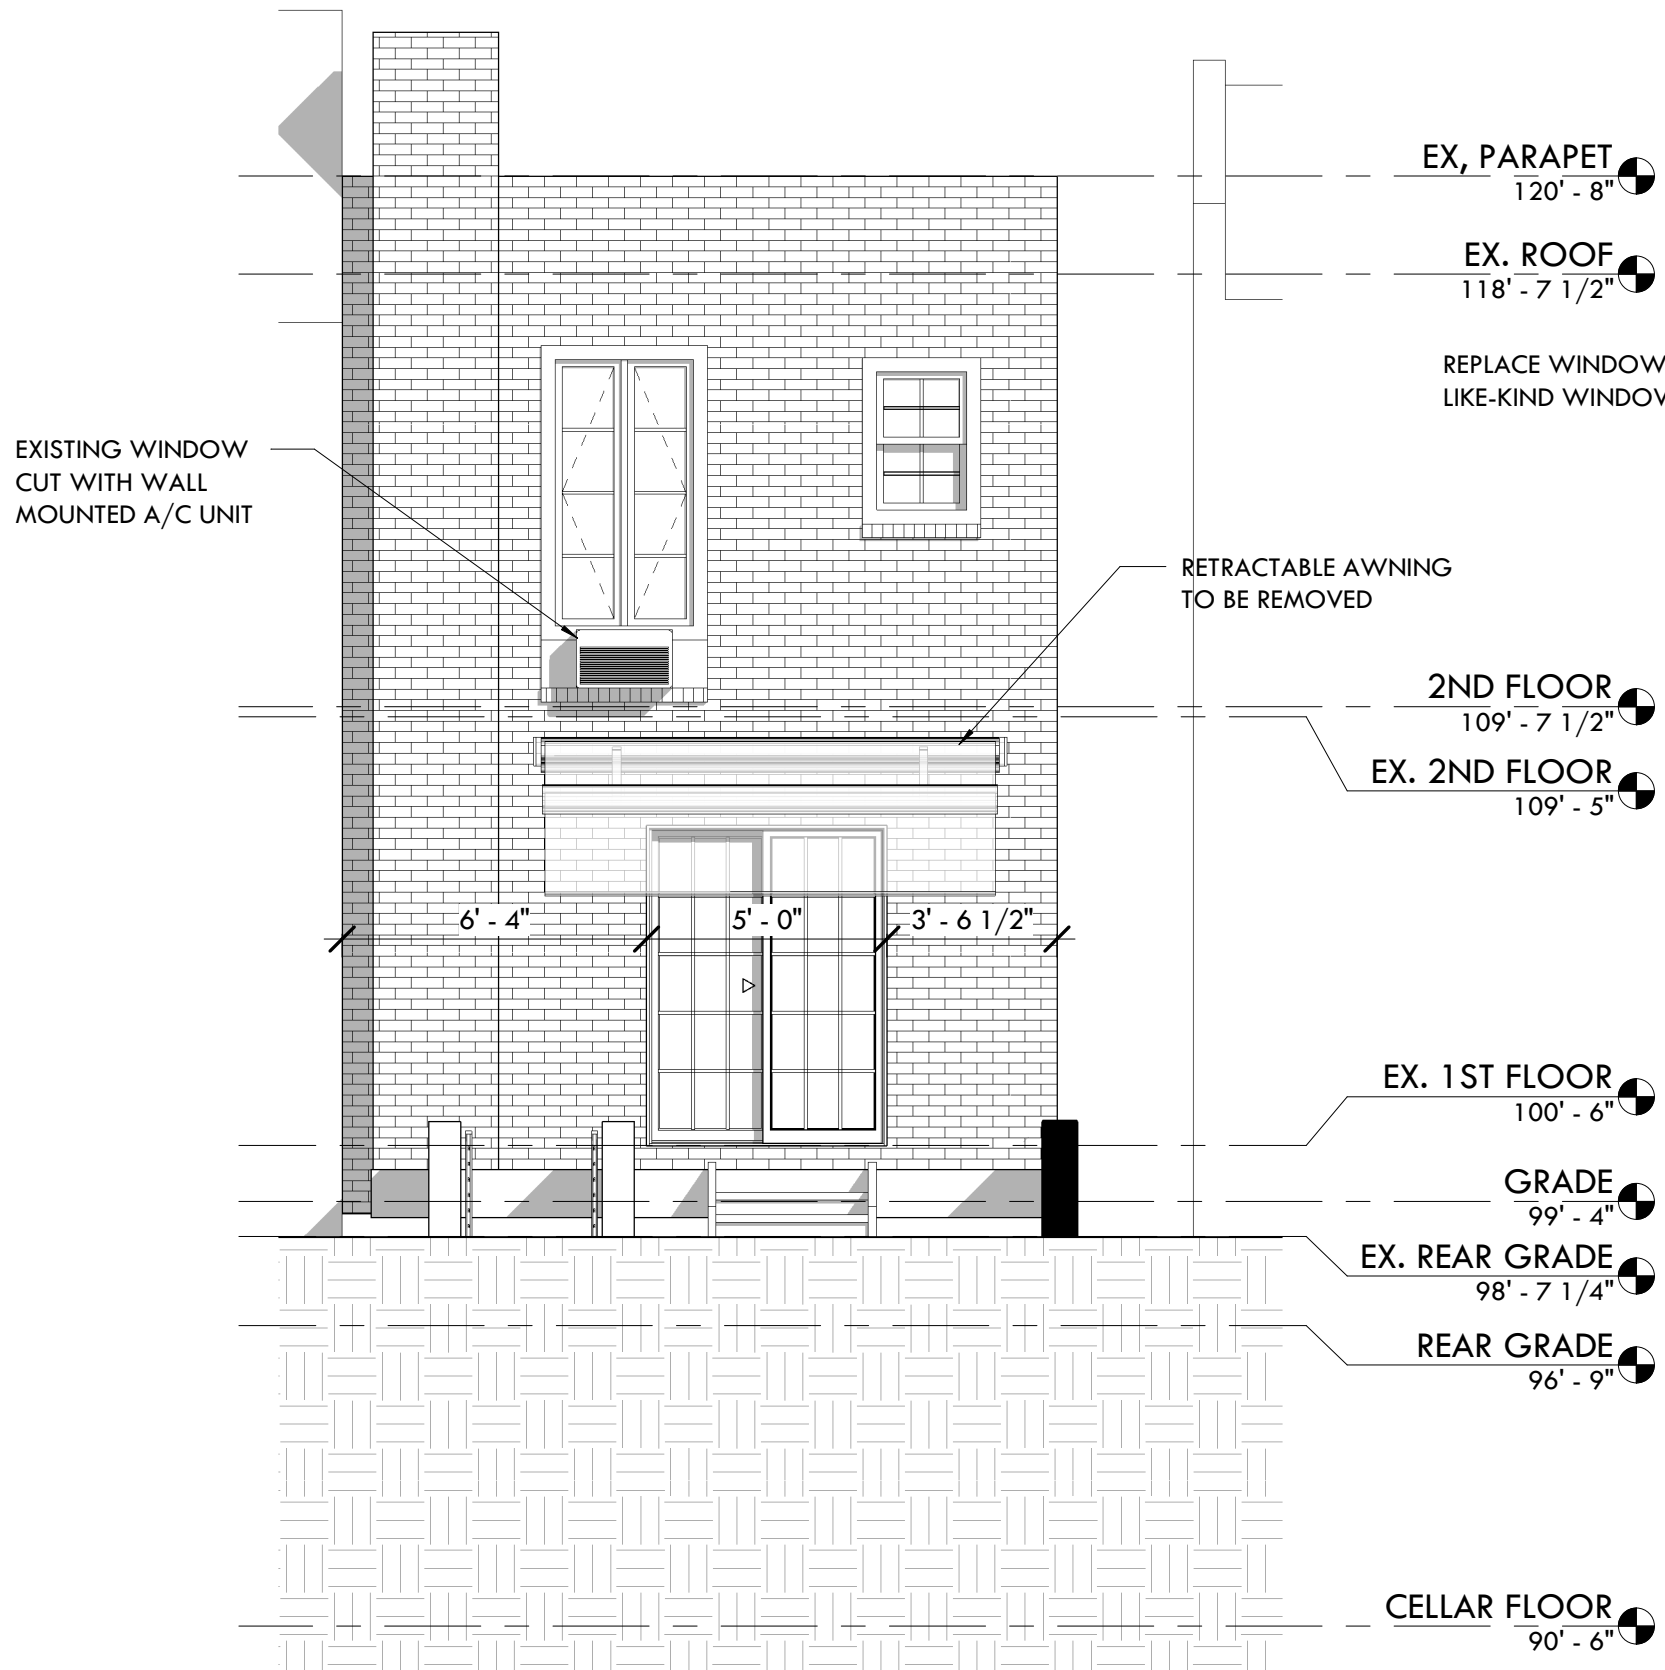 EX, PARAPET
120' - 8"
EX. ROOF
118' - 7 1/2"
REPLACE WINDOW
LIKE-KIND
EXISTING WINDOW
CUT WITH WALL
MOUNTED A/C UNIT
RETRACTABLE AWNING
TO BE REMOVED
2ND FLOOR
109' - 7 1/2"
EX. 2ND FLOOR
109' - 5"
6' - 4"
5' - 0"
3' - 6 1/2"
EX. 1ST FLOOR
100' - 6"
GRADE
99' - 4"
EX. REAR GRADE
98' - 7 1/4"
REAR GRADE
96' - 9"
CELLAR FLOOR
90' - 6"